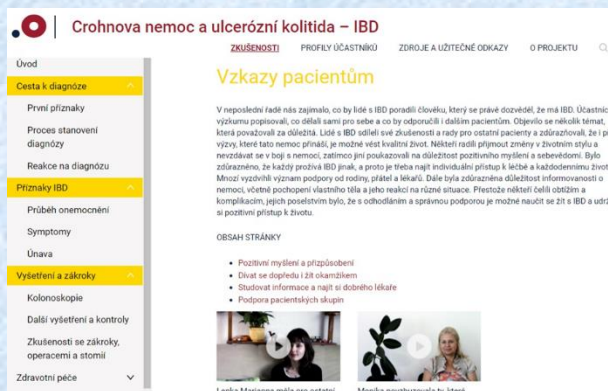 Crohnova nemoc a ulcerózní kolitida – IBD
ZKUŠENOSTI PROFILY ÚČASTNÍKŮ ZDROJE A UŽITEČNÉ ODKAZY O PROJEKTU
Úvod
Cesta k diagnóze
První příznaky
Proces stanovení
diagnózy
Reakce na diagnózu
Příznaky IBD
Průběh onemocnění
Symptomy
Únava
Vyšetření a zákroky
Kolonoskopie
Další vyšetření a kontroly
Zkušenosti se zákroky,
operacemi a stomií
Zdravotní péče
Vzkazy pacientům
V neposlední řadě nás zajímalo, co by lidé s IBD poradili člověku, který se právě dozvěděl, že má IBD. Účastníc
výzkumu popisovali, co dělali sami pro sebe a co by odporučili i dalším pacientům. Objevilo se několik témat,
která považovali za důležitá. Lidé s IBD sdíleli své zkušenosti a rady pro ostatní pacienty a zdůrazňovali, že i p
výzvy, které tato nemoc přináší, je možné vést kvalitní život. Někteří radili přijmout změny v životním stylu a
nevzdávat se v boji s nemocí, zatímco jiní poukazovali na důležitost pozitivního myšlení a sebevědomí. Bylo
zdůrazněno, že každý prožívá IBD jinak, a proto je třeba najít individuální přístup k léčbě a každodennímu život
Mnozí vyzdvihli význam podpory od rodiny, přátel a lékařů. Dále byla zdůrazněna důležitost informovanosti o
nemoci, včetně pochopení vlastního těla a jeho reakcí na různé situace. Přestože někteří čelili obtížím a
komplikacím, jejich poselstvím bylo, že s odhodláním a správnou podporou je možné naučit se žít s IBD a udrž
si pozitivní přístup k životu.
OBSAH STRÁNKY
Pozitivní myšlení a přizpůsobení
Dívat se dopředu i žít okamžikem
Studovat informace a najít si dobrého lékaře
Podpora pacientských skupin